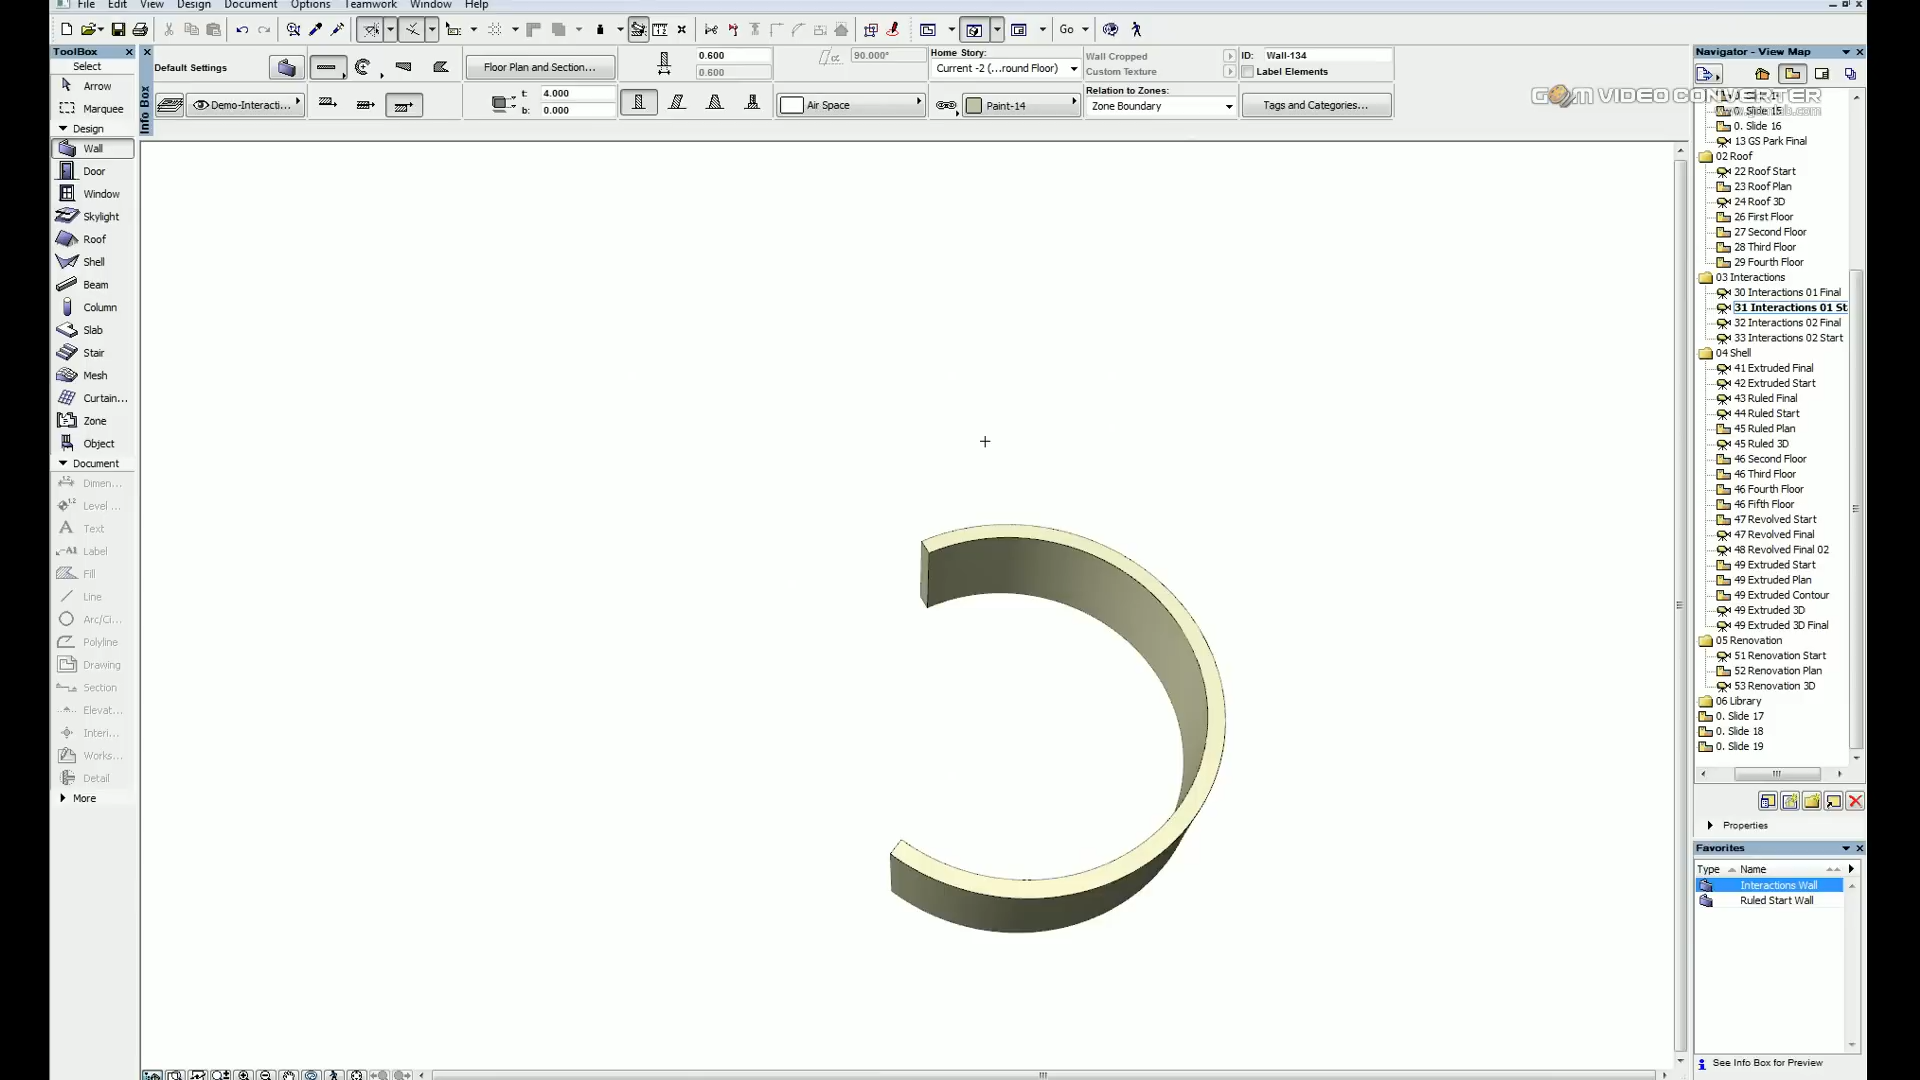 File Edit View Design Document Options Teamwork Window Help
Go
ToolBox
Select
Arrow
Marquee
Design
Wall
Door
Window
Skylight
Roof
Shell
Beam
Column
Slab
Stair
Mesh
Curtain...
Zone
Object
Document
Dimen...
Level ...
Text
Label
Fill
Line
Arc/Ci...
Polyline
Drawing
Section
Elevat...
Interi...
Works...
Detail
More
Info Box
Default Settings
Demo-Interacti...
Floor Plan and Section...
t: 4.000
b: 0.000
0.600
0.600
Air Space
90.000°
Home Story:
Current -2 (...round Floor)
Paint-14
Wall Cropped
Custom Texture
Relation to Zones:
Zone Boundary
ID: Wall-134
Label Elements
Tags and Categories...
GOM VIDEO CONVERTER
Navigator - View Map
0. Slide 15
0. Slide 16
13 GS Park Final
02 Roof
22 Roof Start
23 Roof Plan
24 Roof 3D
26 First Floor
27 Second Floor
28 Third Floor
29 Fourth Floor
03 Interactions
30 Interactions 01 Final
31 Interactions 01 St
32 Interactions 02 Final
33 Interactions 02 Start
04 Shell
41 Extruded Final
42 Extruded Start
43 Ruled Final
44 Ruled Start
45 Ruled Plan
45 Ruled 3D
46 Second Floor
46 Third Floor
46 Fourth Floor
46 Fifth Floor
47 Revolved Start
47 Revolved Final
48 Revolved Final 02
49 Extruded Start
49 Extruded Plan
49 Extruded Contour
49 Extruded 3D
49 Extruded 3D Final
05 Renovation
51 Renovation Start
52 Renovation Plan
53 Renovation 3D
06 Library
0. Slide 17
0. Slide 18
0. Slide 19
Properties
Favorites
Type Name
Interactions Wall
Ruled Start Wall
See Info Box for Preview